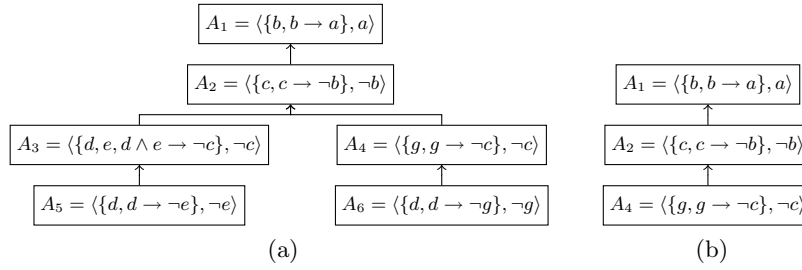 A₁ = ⟨{b, b → a}, a⟩
A₂ = ⟨{c, c → ¬b}, ¬b⟩
A₃ = ⟨{d, e, d ∧ e → ¬c}, ¬c⟩
A₄ = ⟨{g, g → ¬c}, ¬c⟩
A₅ = ⟨{d, d → ¬e}, ¬e⟩
A₆ = ⟨{d, d → ¬g}, ¬g⟩
(a)
A₁ = ⟨{b, b → a}, a⟩
A₂ = ⟨{c, c → ¬b}, ¬b⟩
A₄ = ⟨{g, g → ¬c}, ¬c⟩
(b)